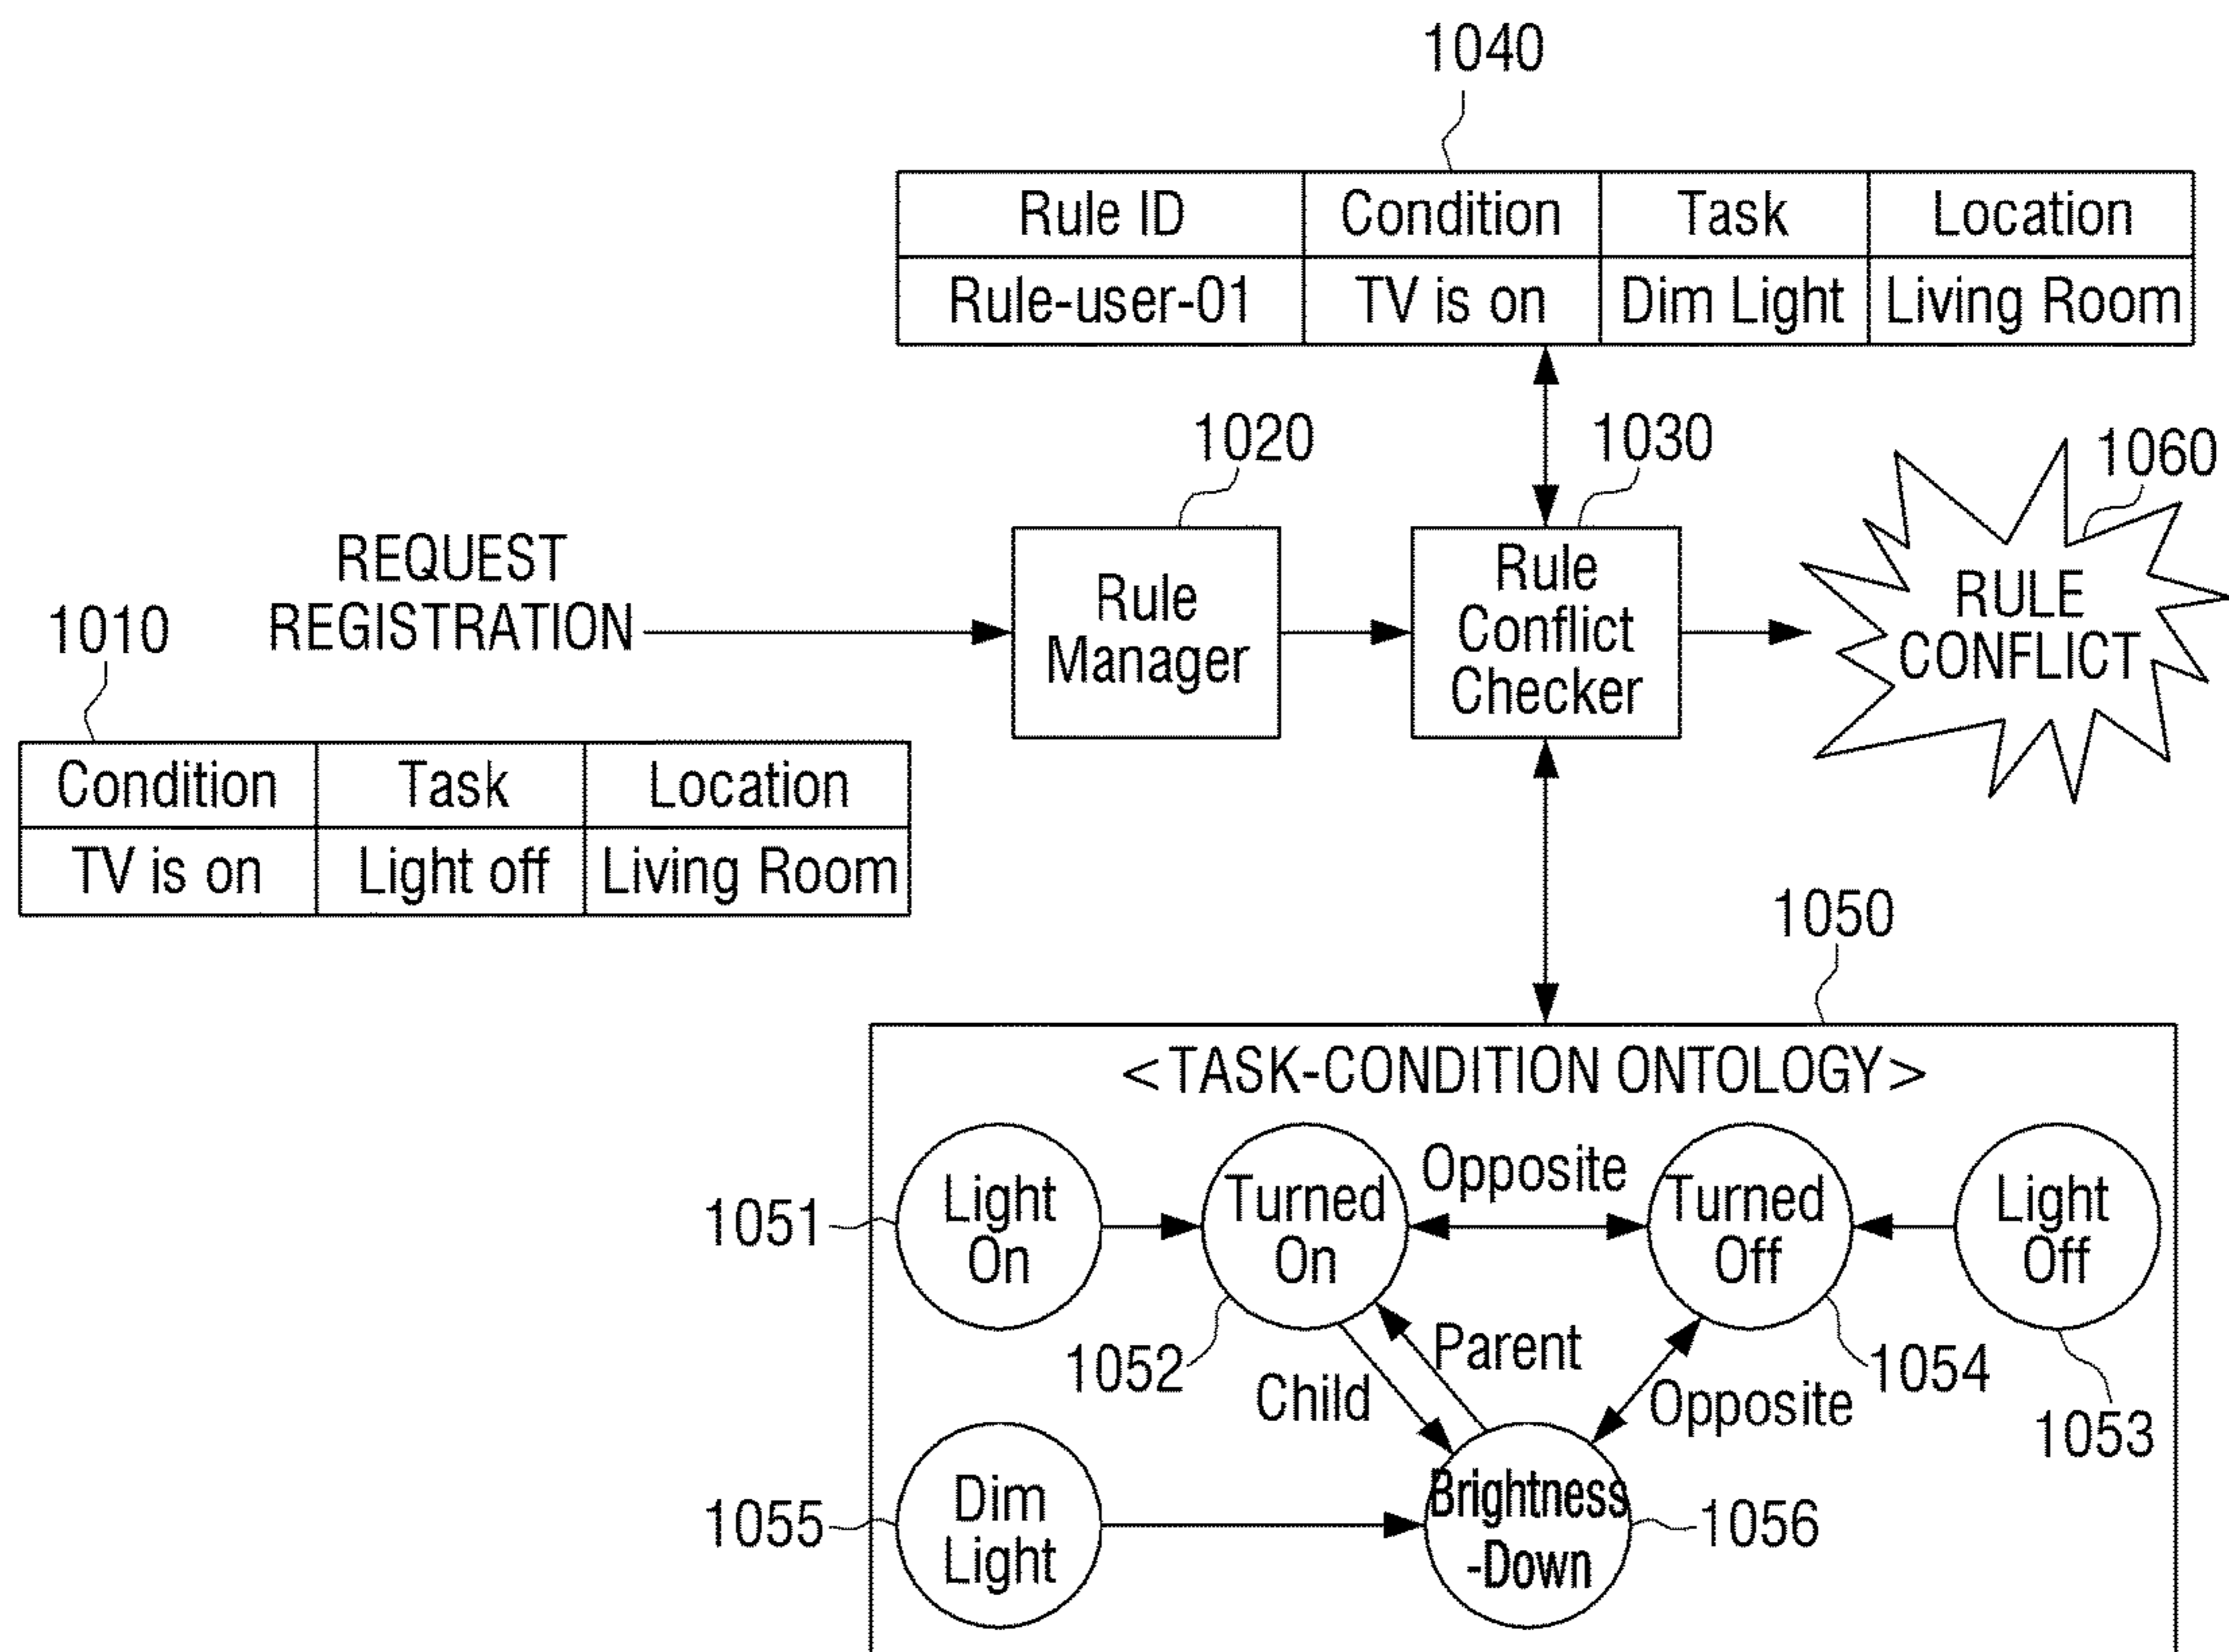 1040
Rule ID Condition Task Location
Rule-user-01 TV is on Dim Light Living Room
1020
1030
1060
REQUEST
REGISTRATION
1010
Rule
Manager
Rule
Conflict
Checker
RULE
CONFLICT
Condition Task Location
TV is on Light off Living Room
1050
<TASK-CONDITION ONTOLOGY>
1051
Light
On
Turned
On
Opposite
Turned
Off
Light
Off
1052
Child
Parent
Opposite
1054
1053
1055
Dim
Light
Brightness
-Down
1056